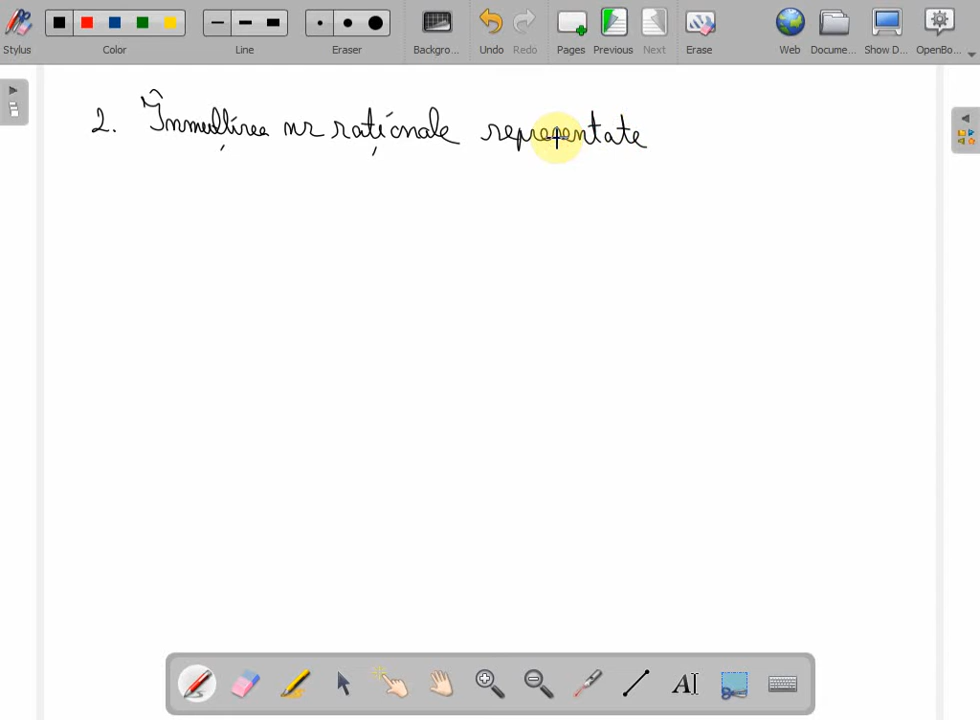 Stylus
Color
Line
Eraser
Backgro...
Undo
Redo
Pages
Previous
Next
Erase
Web
Docume...
Show D...
OpenBo...
2. Înmulțirea nr raționale reprezentate